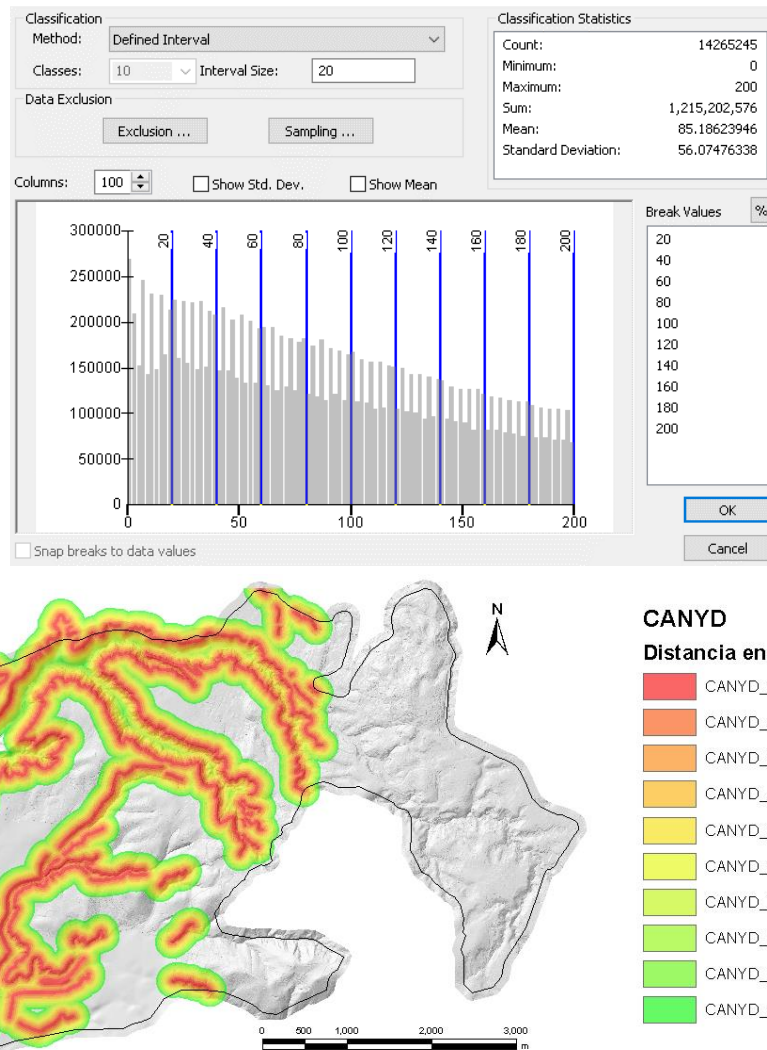 Classification
Method: Defined Interval
Classes: 10 Interval Size: 20
Data Exclusion
Exclusion ... Sampling ...
Classification Statistics
Count: 14265245
Minimum: 0
Maximum: 200
Sum: 1,215,202,576
Mean: 85.18623946
Standard Deviation: 56.07476338
Columns: 100 Show Std. Dev. Show Mean
Break Values %
20
40
60
80
100
120
140
160
180
200
300000
250000
200000
150000
100000
50000
0
20 40 60 80 100 120 140 160 180 200
0 50 100 150 200
OK
Cancel
Snap breaks to data values
N
CANYD
Distancia en
CANYD_
CANYD_
CANYD_
CANYD_
CANYD_
CANYD_
CANYD_
CANYD_
CANYD_
CANYD_
0 500 1,000 2,000 3,000
m